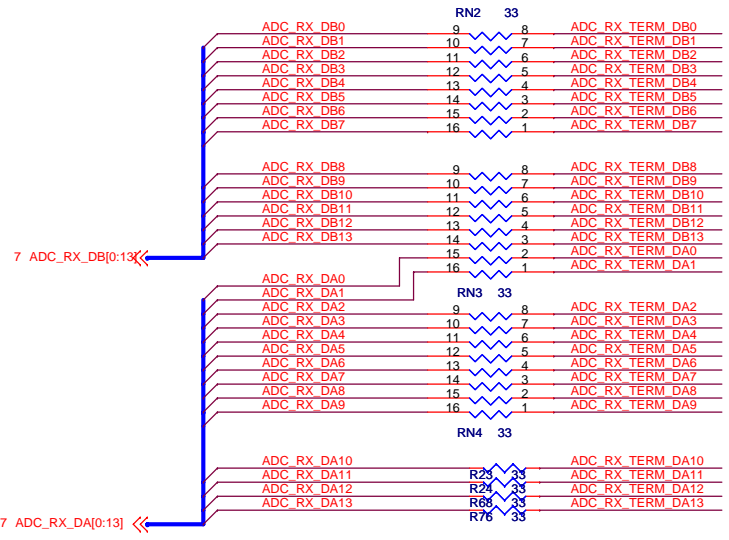 RN2 33
ADC_RX_DB0 9 8 ADC_RX_TERM_DB0
ADC_RX_DB1 10 7 ADC_RX_TERM_DB1
ADC_RX_DB2 11 6 ADC_RX_TERM_DB2
ADC_RX_DB3 12 5 ADC_RX_TERM_DB3
ADC_RX_DB4 13 4 ADC_RX_TERM_DB4
ADC_RX_DB5 14 3 ADC_RX_TERM_DB5
ADC_RX_DB6 15 2 ADC_RX_TERM_DB6
ADC_RX_DB7 16 1 ADC_RX_TERM_DB7
ADC_RX_DB8 9 8 ADC_RX_TERM_DB8
ADC_RX_DB9 10 7 ADC_RX_TERM_DB9
ADC_RX_DB10 11 6 ADC_RX_TERM_DB10
ADC_RX_DB11 12 5 ADC_RX_TERM_DB11
ADC_RX_DB12 13 4 ADC_RX_TERM_DB12
ADC_RX_DB13 14 3 ADC_RX_TERM_DB13
7 ADC_RX_DB[0:13] 15 2 ADC_RX_TERM_DA0
16 1 ADC_RX_TERM_DA1
ADC_RX_DA0
ADC_RX_DA1 RN3 33
ADC_RX_DA2 9 8 ADC_RX_TERM_DA2
ADC_RX_DA3 10 7 ADC_RX_TERM_DA3
ADC_RX_DA4 11 6 ADC_RX_TERM_DA4
ADC_RX_DA5 12 5 ADC_RX_TERM_DA5
ADC_RX_DA6 13 4 ADC_RX_TERM_DA6
ADC_RX_DA7 14 3 ADC_RX_TERM_DA7
ADC_RX_DA8 15 2 ADC_RX_TERM_DA8
ADC_RX_DA9 16 1 ADC_RX_TERM_DA9
RN4 33
ADC_RX_DA10 ADC_RX_TERM_DA10
ADC_RX_DA11 R23 33 ADC_RX_TERM_DA11
ADC_RX_DA12 R24 33 ADC_RX_TERM_DA12
ADC_RX_DA13 R68 33 ADC_RX_TERM_DA13
R76 33
7 ADC_RX_DA[0:13]